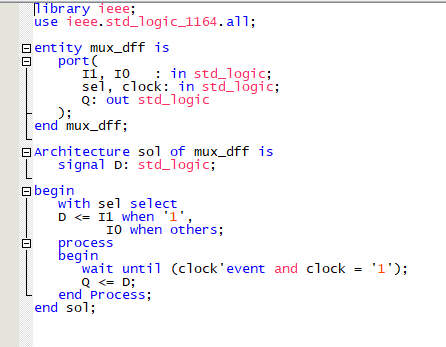 library ieee;
use ieee.std_logic_1164.all;
entity mux_dff is
port(
I1, I0 : in std_logic;
sel, clock: in std_logic;
Q: out std_logic
);
end mux_dff;
Architecture sol of mux_dff is
signal D: std_logic;
begin
with sel select
D <= I1 when '1',
I0 when others;
process
begin
wait until (clock'event and clock = '1');
Q <= D;
end Process;
end sol;